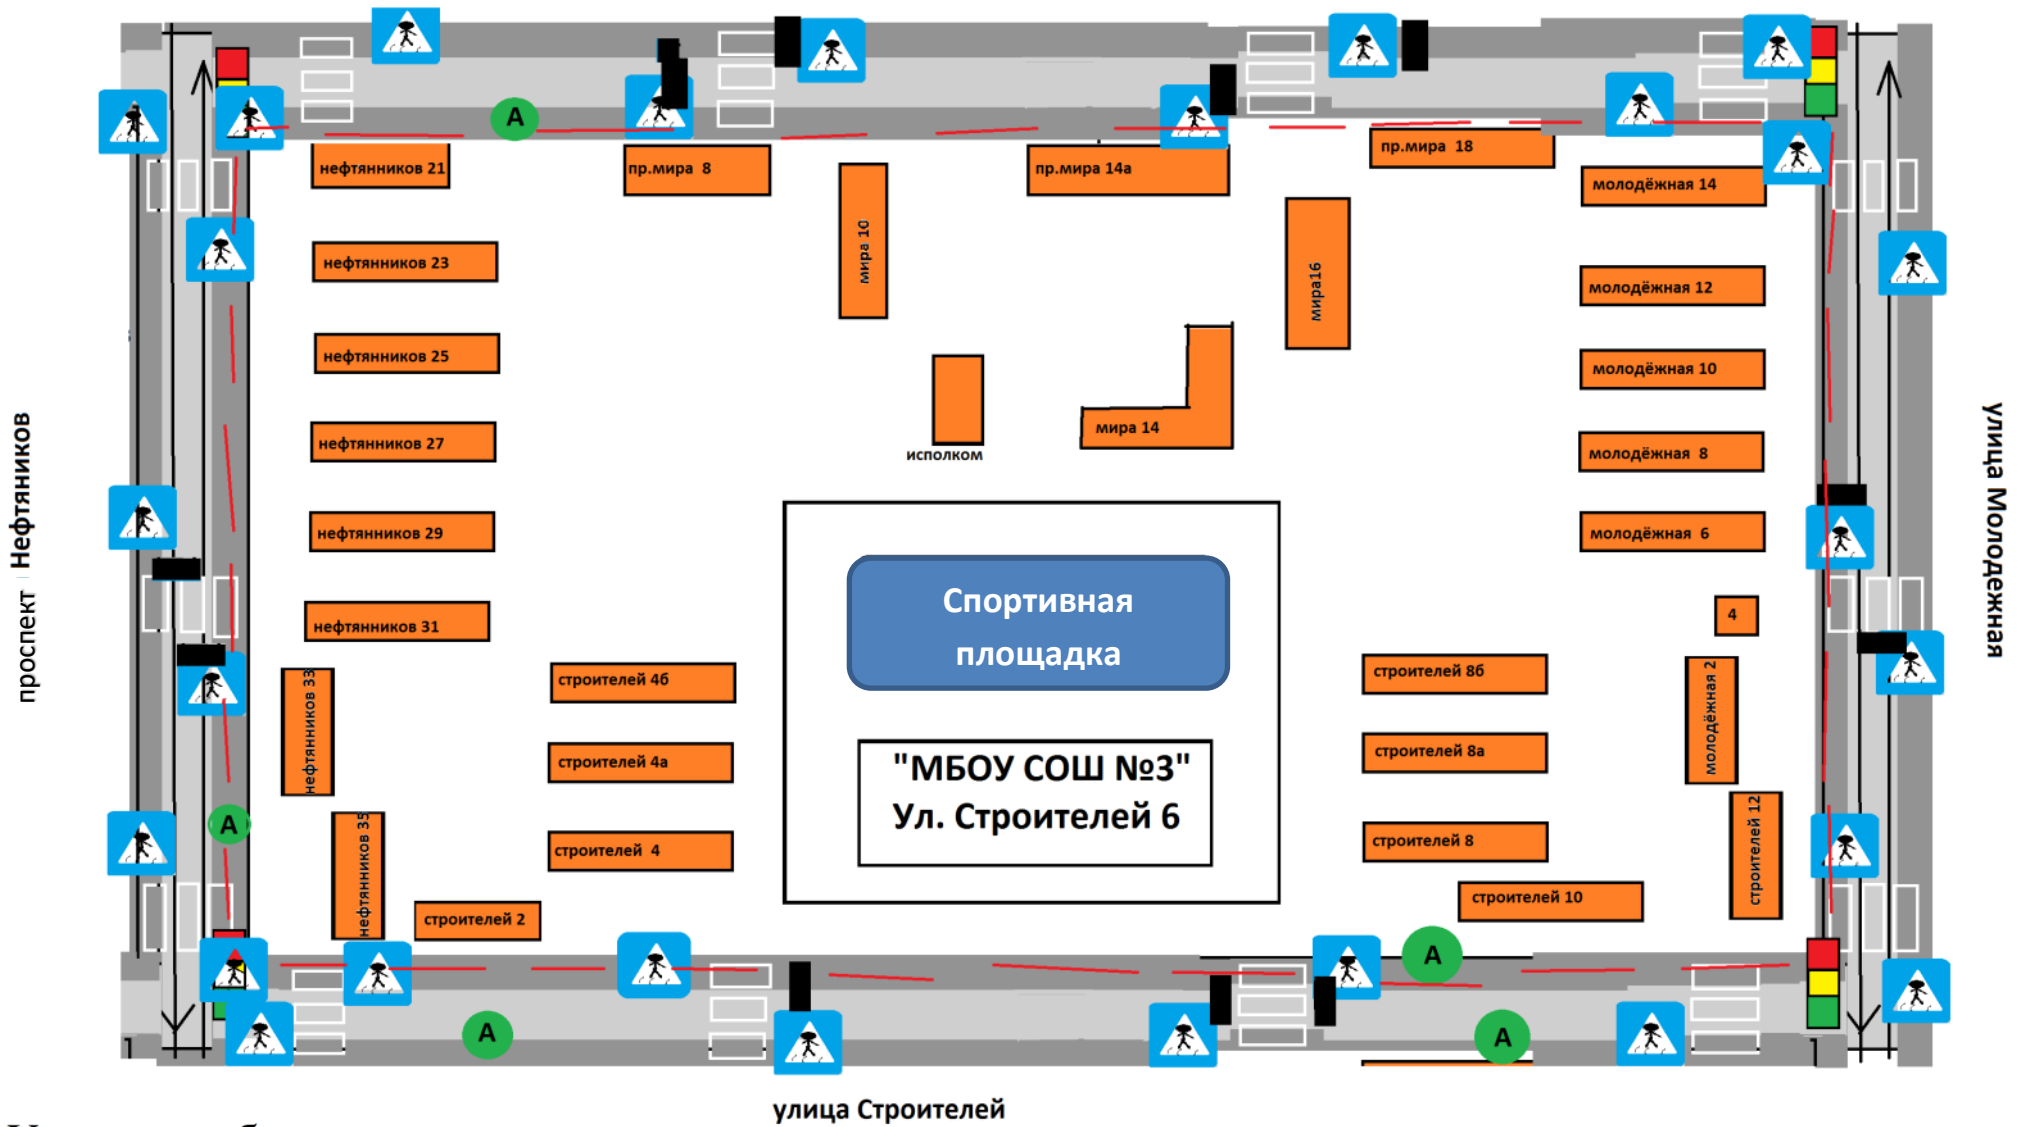 А
нефтянников 21
пр.мира 8
пр.мира 14а
пр.мира 18
молодёжная 14
мира 10
мира16
нефтянников 23
молодёжная 12
нефтянников 25
молодёжная 10
исполком
мира 14
нефтянников 27
молодёжная 8
нефтянников 29
молодёжная 6
проспект Нефтяников
улица Молодежная
Спортивная
площадка
нефтянников 31
4
нефтянников 33
строителей 4б
строителей 8б
молодёжная 2
строителей 4а
строителей 8а
"МБОУ СОШ №3"
Ул. Строителей 6
А
нефтянников 35
строителей 4
строителей 8
строителей 12
строителей 2
строителей 10
А
А
А
улица Строителей